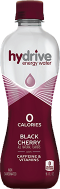 hydrive
energy water
0
CALORIES
BLACK
CHERRY
CAFFEINE &
VITAMINS